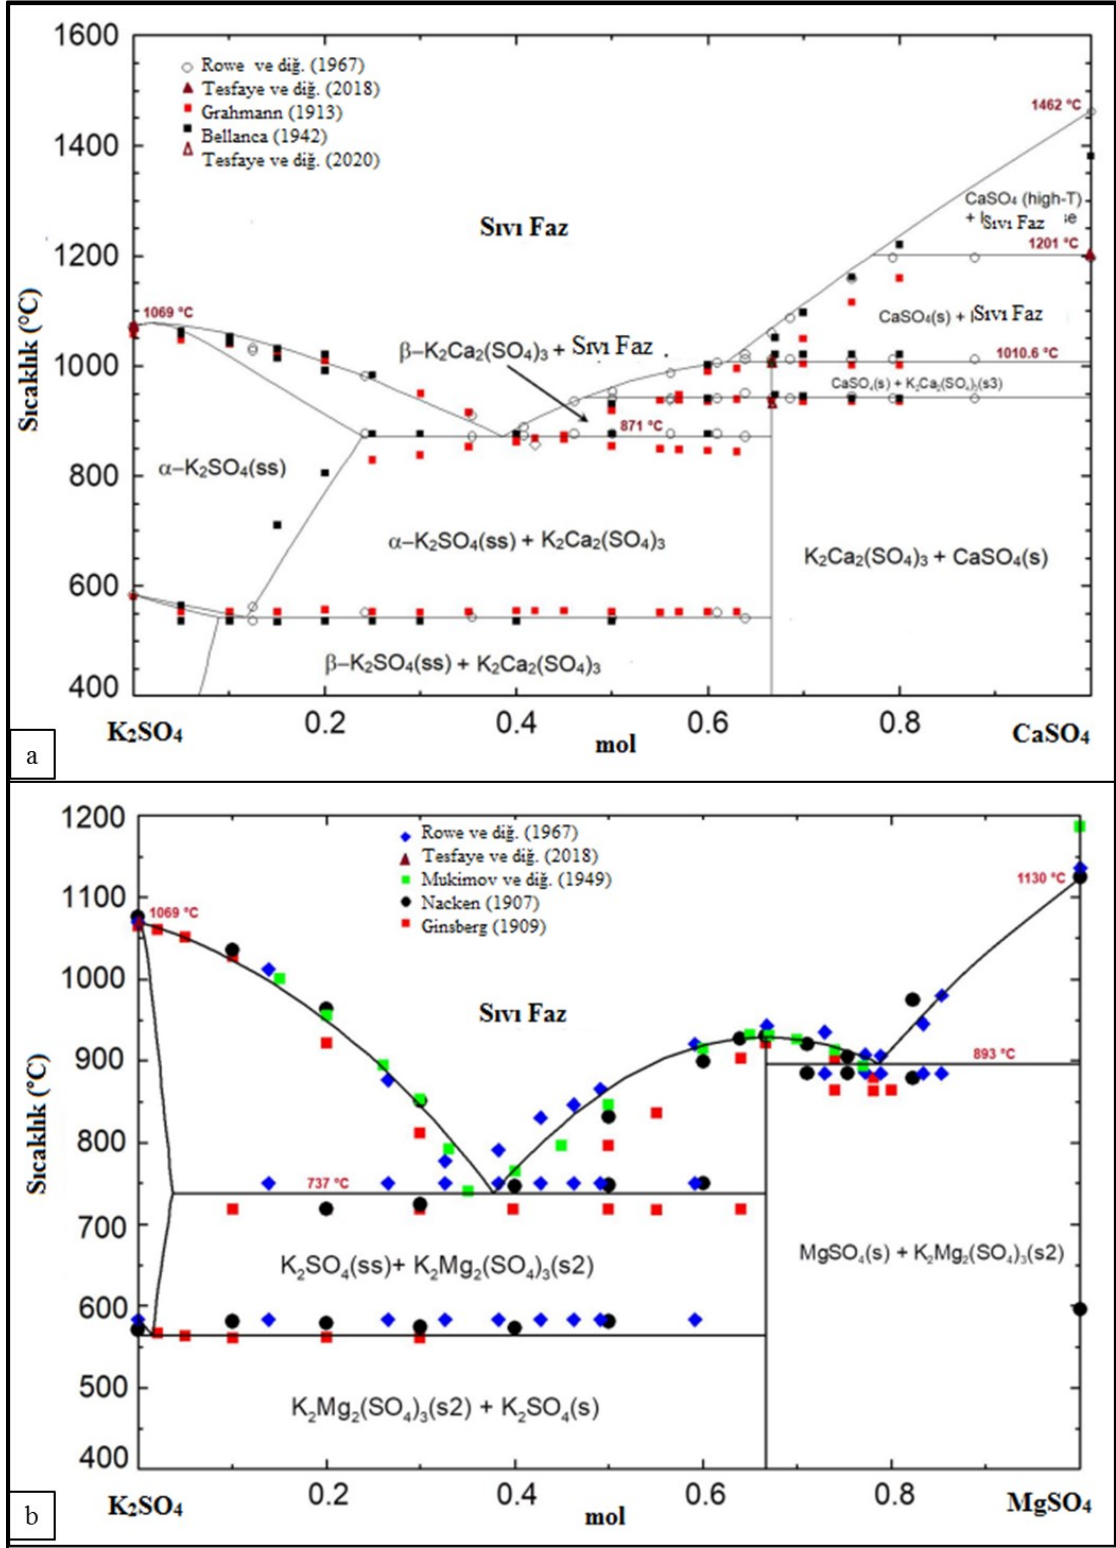 1600
1400
1200
1000
800
600
400
Sıcaklık (°C)
Rowe ve diğ. (1967)
Tesfaye ve diğ. (2018)
Grahmann (1913)
Bellanca (1942)
Tesfaye ve diğ. (2020)
1462 °C
Sıvı Faz
CaSO₄ (high-T)
+ Sıvı Faz
1201 °C
1069 °C
CaSO₄(s) + Sıvı Faz
β-K₂Ca₂(SO₄)₃ + Sıvı Faz
1010.6 °C
CaSO₄(s) + K₂Ca₂(SO₄)₃(s3)
871 °C
α-K₂SO₄(ss)
α-K₂SO₄(ss) + K₂Ca₂(SO₄)₃
K₂Ca₂(SO₄)₃ + CaSO₄(s)
β-K₂SO₄(ss) + K₂Ca₂(SO₄)₃
K₂SO₄ 0.2 0.4 0.6 0.8 CaSO₄
mol
a
1200
1100
1000
900
800
700
600
500
400
Sıcaklık (°C)
Rowe ve diğ. (1967)
Tesfaye ve diğ. (2018)
Mukimov ve diğ. (1949)
Nacken (1907)
Ginsberg (1909)
1130 °C
1069 °C
Sıvı Faz
893 °C
737 °C
K₂SO₄(ss)+ K₂Mg₂(SO₄)₃(s2)
MgSO₄(s) + K₂Mg₂(SO₄)₃(s2)
K₂Mg₂(SO₄)₃(s2) + K₂SO₄(s)
K₂SO₄ 0.2 0.4 0.6 0.8 MgSO₄
mol
b